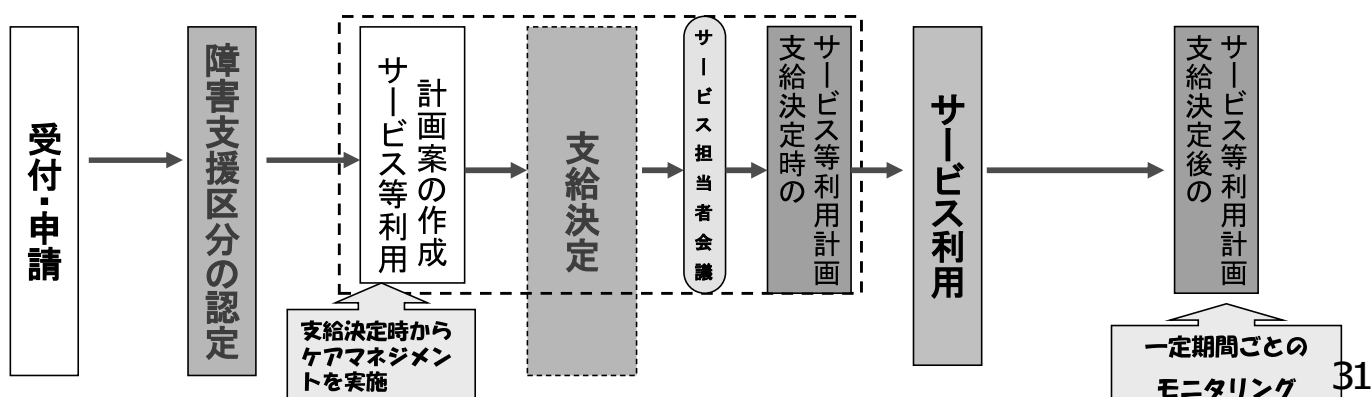 受付・申請
障害支援区分の認定
サービス等利用
計画案の作成
支給決定時から
ケアマネジメン
トを実施
支給決定
サービス担当者会議
支給決定時の
サービス等利用計画
サービス利用
支給決定後の
サービス等利用計画
一定期間ごとの
モニタリング
31